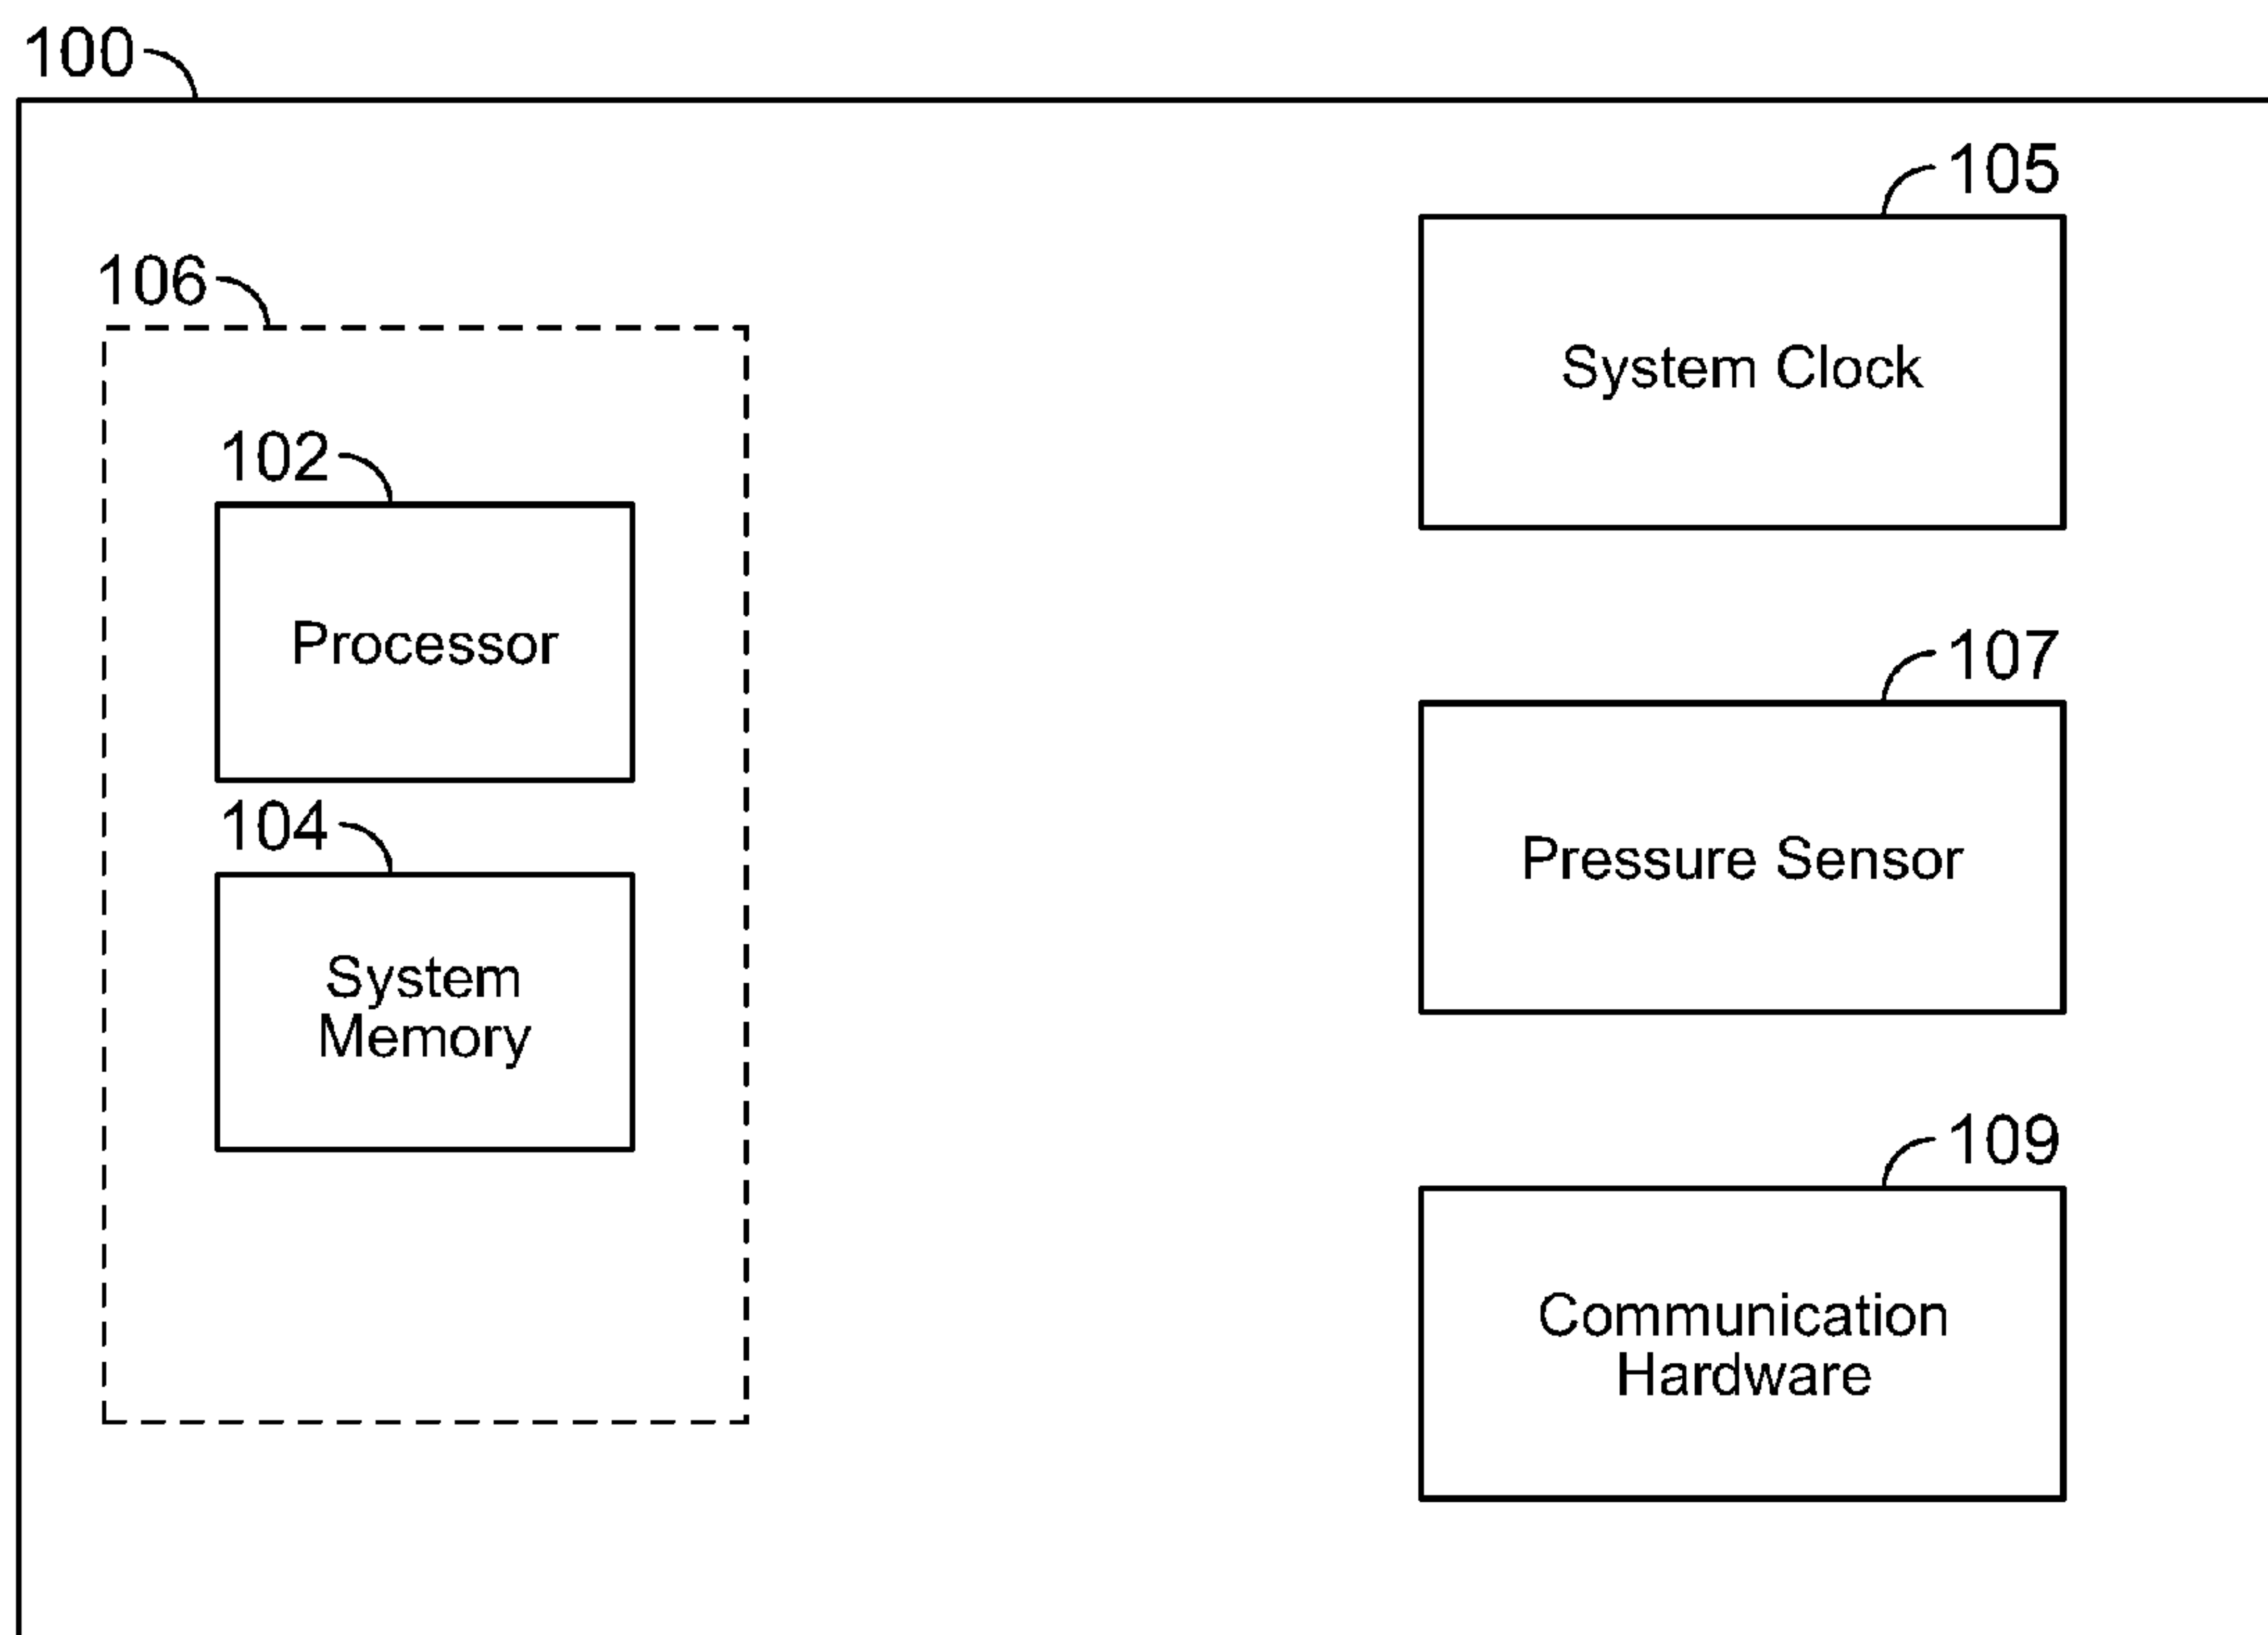 100
106
102
Processor
104
System
Memory
105
System Clock
107
Pressure Sensor
109
Communication
Hardware